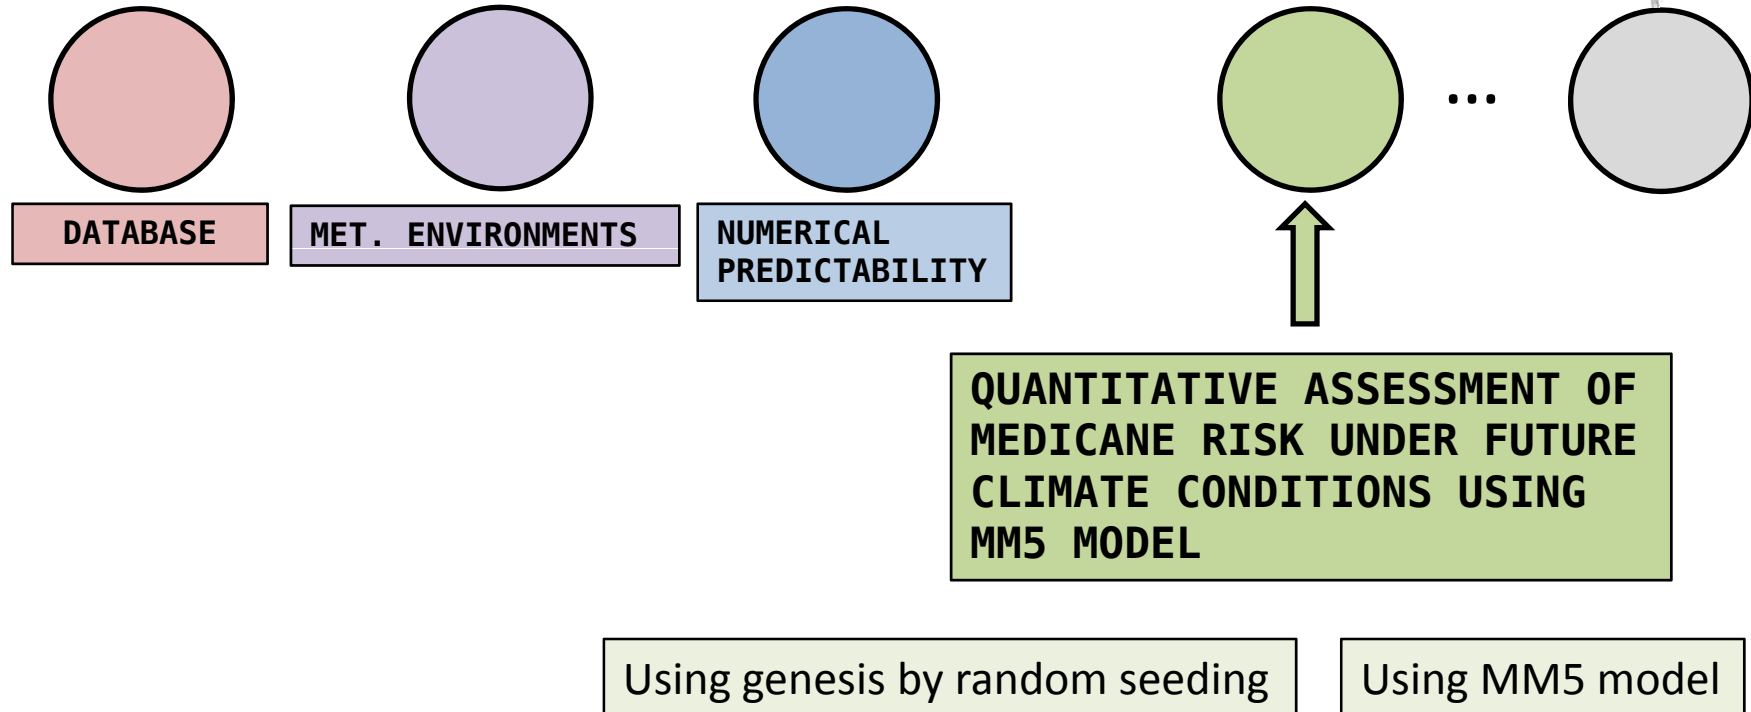 ...
DATABASE
MET. ENVIRONMENTS
NUMERICAL
PREDICTABILITY
QUANTITATIVE ASSESSMENT OF
MEDICANE RISK UNDER FUTURE
CLIMATE CONDITIONS USING
MM5 MODEL
Using genesis by random seeding
Using MM5 model